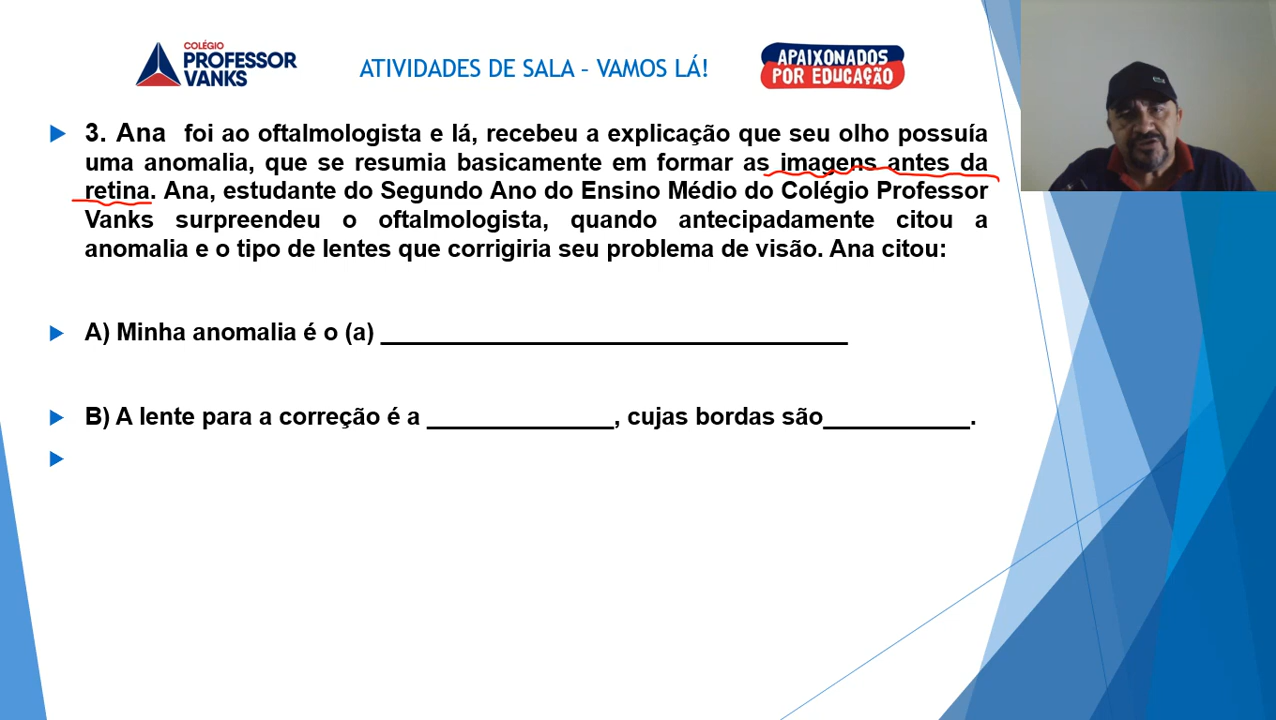 COLÉGIO
PROFESSOR
VANKS
ATIVIDADES DE SALA – VAMOS LÁ!
APAIXONADOS
POR EDUCAÇÃO
3. Ana foi ao oftalmologista e lá, recebeu a explicação que seu olho possuía
uma anomalia, que se resumia basicamente em formar as imagens antes da
retina. Ana, estudante do Segundo Ano do Ensino Médio do Colégio Professor
Vanks surpreendeu o oftalmologista, quando antecipadamente citou a
anomalia e o tipo de lentes que corrigiria seu problema de visão. Ana citou:
A) Minha anomalia é o (a) ___________________________________
B) A lente para a correção é a ______________, cujas bordas são___________.